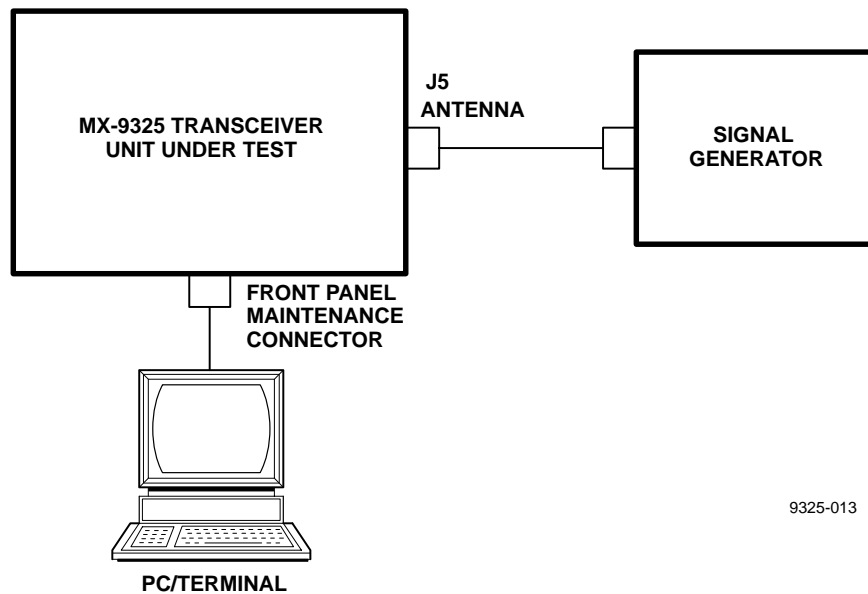 MX-9325 TRANSCEIVER
UNIT UNDER TEST
J5
ANTENNA
SIGNAL
GENERATOR
FRONT PANEL
MAINTENANCE
CONNECTOR
9325-013
PC/TERMINAL